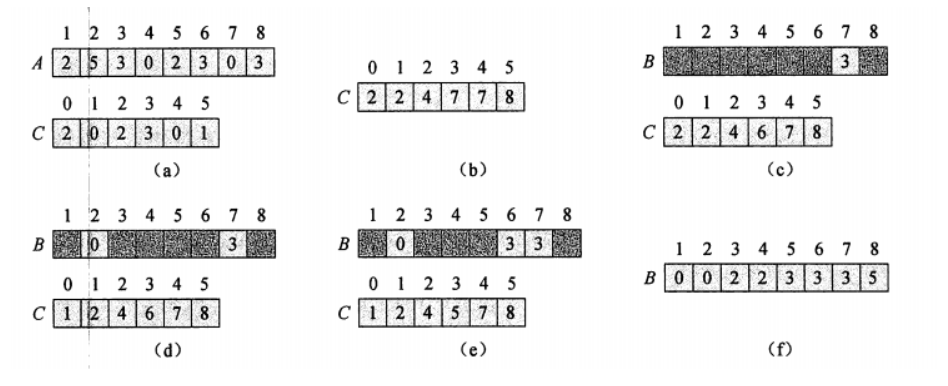 1 2 3 4 5 6 7 8
A 2 5 3 0 2 3 0 3
0 1 2 3 4 5
C 2 0 2 3 0 1
(a)
0 1 2 3 4 5
C 2 2 4 7 7 8
(b)
1 2 3 4 5 6 7 8
B 3
0 1 2 3 4 5
C 2 2 4 6 7 8
(c)
1 2 3 4 5 6 7 8
B 0 3
0 1 2 3 4 5
C 1 2 4 6 7 8
(d)
1 2 3 4 5 6 7 8
B 0 3 3
0 1 2 3 4 5
C 1 2 4 5 7 8
(e)
1 2 3 4 5 6 7 8
B 0 0 2 2 3 3 3 5
(f)